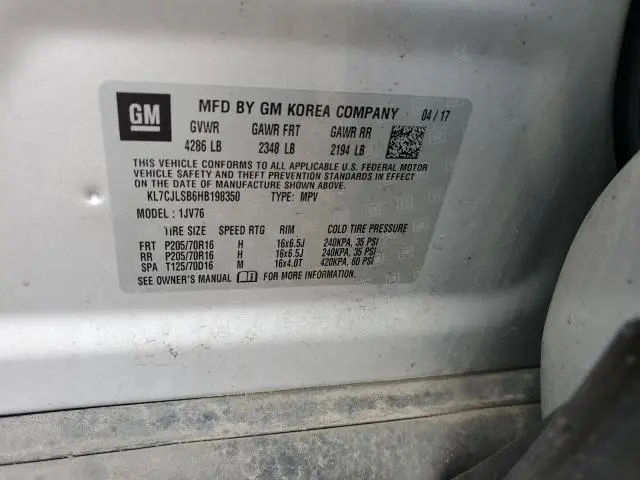 GM MFD BY GM KOREA COMPANY 04/17
GVWR GAWR FRT GAWR RR
4286 LB 2348 LB 2194 LB
THIS VEHICLE CONFORMS TO ALL APPLICABLE U.S. FEDERAL MOTOR
VEHICLE SAFETY AND THEFT PREVENTION STANDARDS IN EFFECT
ON THE DATE OF MANUFACTURE SHOWN ABOVE.
KL7CJLSB6HB198350 TYPE: MPV
MODEL: 1JV76
TIRE SIZE SPEED RTG RIM COLD TIRE PRESSURE
FRT P205/70R16 H 16x6.5J 240KPA, 35 PSI
RR P205/70R16 H 16x6.5J 240KPA, 35 PSI
SPA T125/70D16 M 16x4.0T 420KPA, 60 PSI
SEE OWNER'S MANUAL FOR MORE INFORMATION.